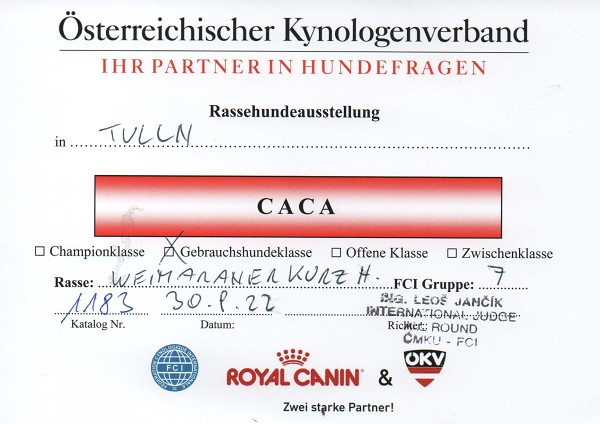 Österreichischer Kynologenverband
IHR PARTNER IN HUNDEFRAGEN
Rassehundeausstellung
in TULLN
CACA
☐ Championklasse ☒ Gebrauchshundeklasse ☐ Offene Klasse ☐ Zwischenklasse
Rasse: WEIMARANER KURZH. FCI Gruppe: 7
1183 30.9.22 ING. LEOŠ JANČÍK
INTERNATIONAL JUDGE
Katalog Nr. Datum: Richter:
ROUND
ČMKU - FCI
FCI
ROYAL CANIN & ÖKV
Zwei starke Partner!